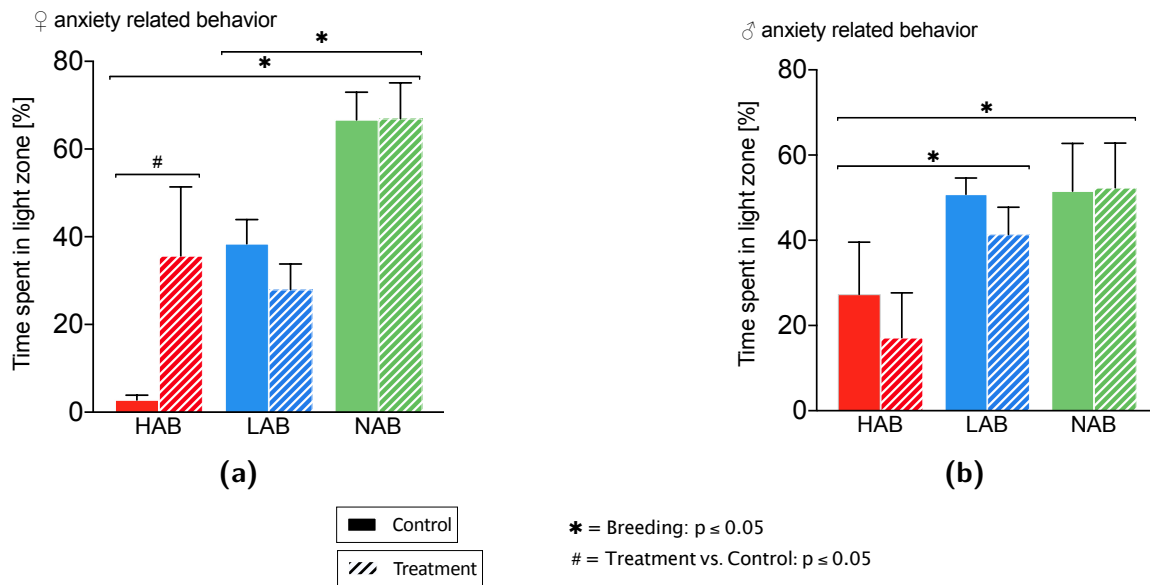 ♀ anxiety related behavior
*
*
#
Time spent in light zone [%]
80
60
40
20
0
HAB LAB NAB
(a)
♂ anxiety related behavior
*
*
Time spent in light zone [%]
80
60
40
20
0
HAB LAB NAB
(b)
Control
Treatment
* = Breeding: p ≤ 0.05
# = Treatment vs. Control: p ≤ 0.05